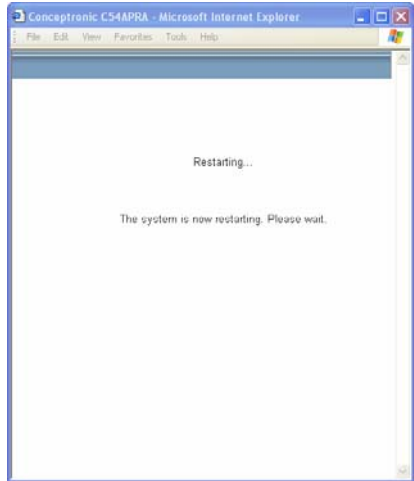 Conceptronic C54APRA - Microsoft Internet Explorer
File Edit View Favorites Tools Help
Restarting...
The system is now restarting. Please wait.